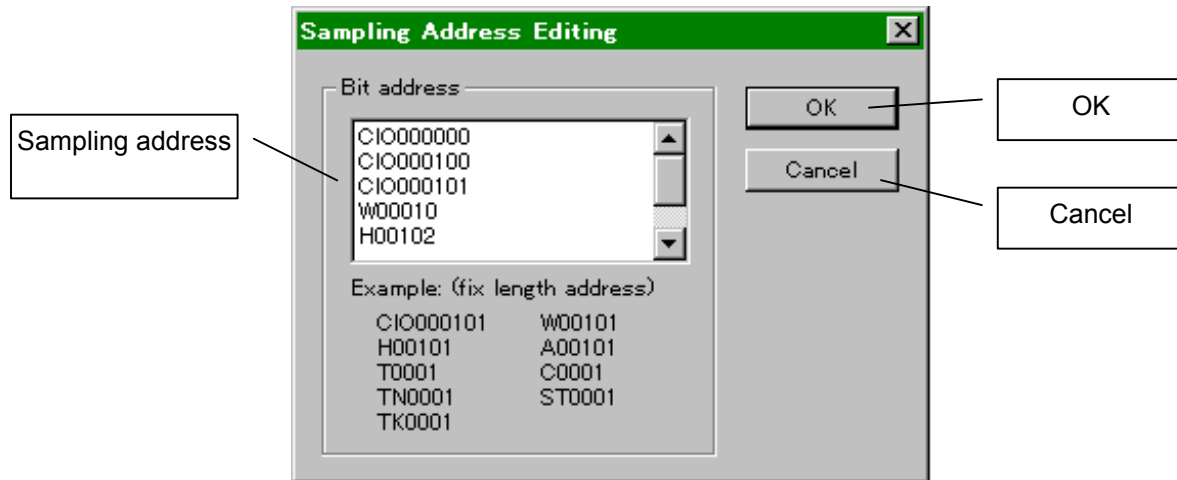 Sampling Address Editing
Bit address
CIO000000
CIO000100
CIO000101
W00010
H00102
Example: (fix length address)
CIO000101 W00101
H00101 A00101
T0001 C0001
TN0001 ST0001
TK0001
OK
Cancel
Sampling address
OK
Cancel